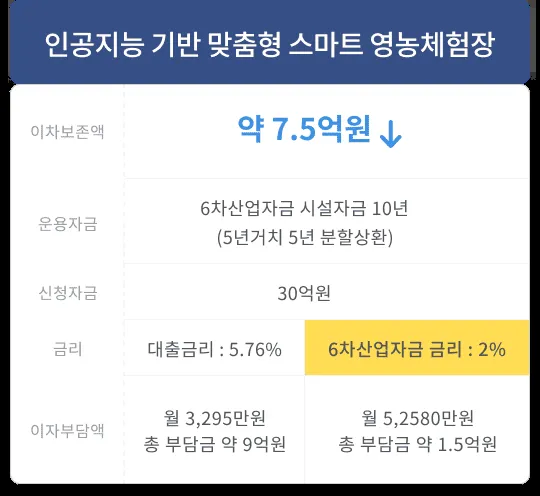 인공지능 기반 맞춤형 스마트 영농체험장
이차보존액
약 7.5억원 ↓
운용자금
6차산업자금 시설자금 10년
(5년거치 5년 분할상환)
신청자금
30억원
금리
대출금리 : 5.76%
6차산업자금 금리 : 2%
이자부담액
월 3,295만원
총 부담금 약 9억원
월 5,2580만원
총 부담금 약 1.5억원